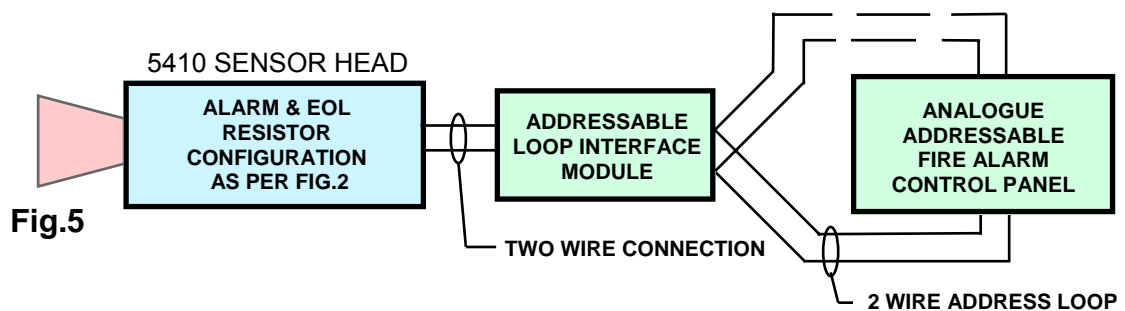 5410 SENSOR HEAD
ALARM & EOL
RESISTOR
CONFIGURATION
AS PER FIG.2
ADDRESSABLE
LOOP INTERFACE
MODULE
ANALOGUE
ADDRESSABLE
FIRE ALARM
CONTROL PANEL
Fig.5
TWO WIRE CONNECTION
2 WIRE ADDRESS LOOP